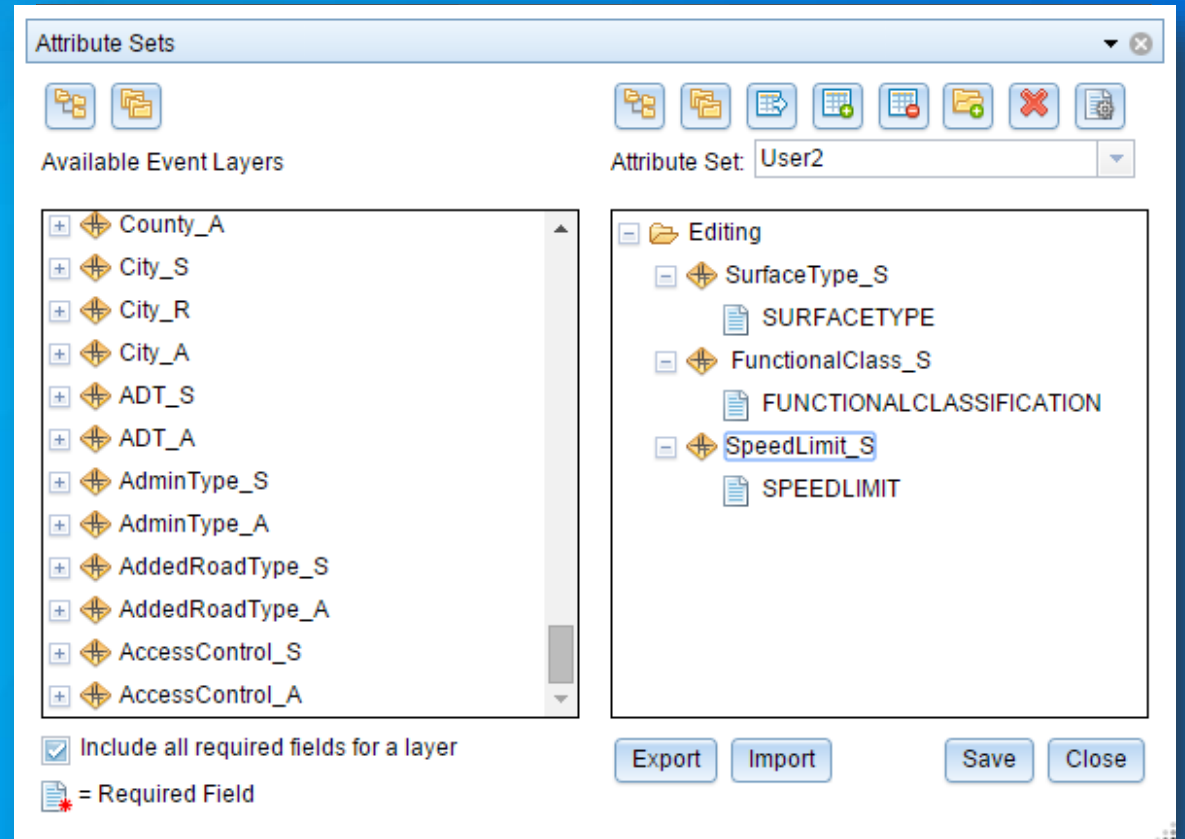 Attribute Sets
Available Event Layers
Attribute Set: User2
County_A
City_S
City_R
City_A
ADT_S
ADT_A
AdminType_S
AdminType_A
AddedRoadType_S
AddedRoadType_A
AccessControl_S
AccessControl_A
Editing
SurfaceType_S
SURFACETYPE
FunctionalClass_S
FUNCTIONALCLASSIFICATION
SpeedLimit_S
SPEEDLIMIT
Include all required fields for a layer
= Required Field
Export Import Save Close